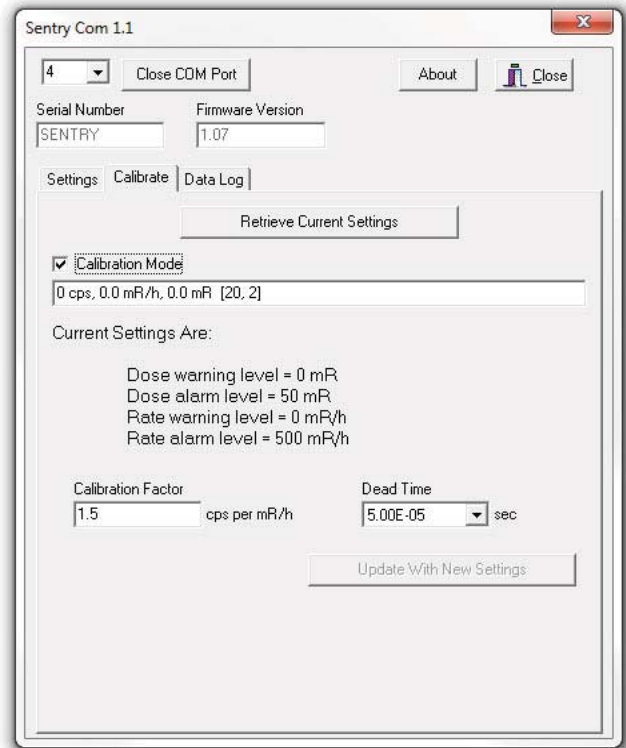 Sentry Com 1.1
4
Close COM Port
About
Close
Serial Number
Firmware Version
SENTRY
1.07
Settings
Calibrate
Data Log
Retrieve Current Settings
Calibration Mode
0 cps, 0.0 mR/h, 0.0 mR [20, 2]
Current Settings Are:
Dose warning level = 0 mR
Dose alarm level = 50 mR
Rate warning level = 0 mR/h
Rate alarm level = 500 mR/h
Calibration Factor
Dead Time
1.5 cps per mR/h
5.00E-05 sec
Update With New Settings